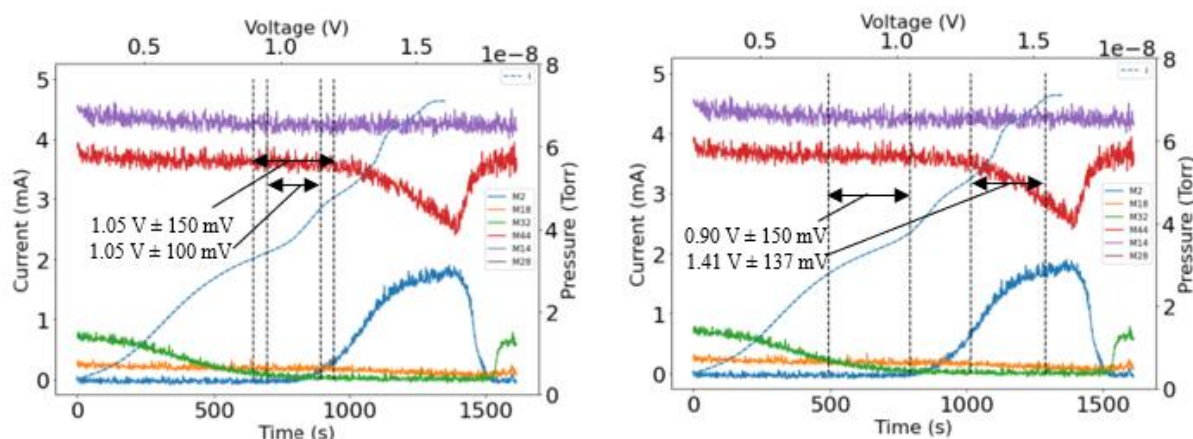 Voltage (V)
0.5 1.0 1.5
1e-8
5
4
3
2
1
0
Current (mA)
8
6
4
2
0
Pressure (Torr)
I
M2
M18
M32
M44
M14
M28
1.05 V ± 150 mV
1.05 V ± 100 mV
0 500 1000 1500
Time (s)
Voltage (V)
0.5 1.0 1.5
1e-8
5
4
3
2
1
0
Current (mA)
8
6
4
2
0
Pressure (Torr)
I
M2
M18
M32
M44
M14
M28
0.90 V ± 150 mV
1.41 V ± 137 mV
0 500 1000 1500
Time (s)